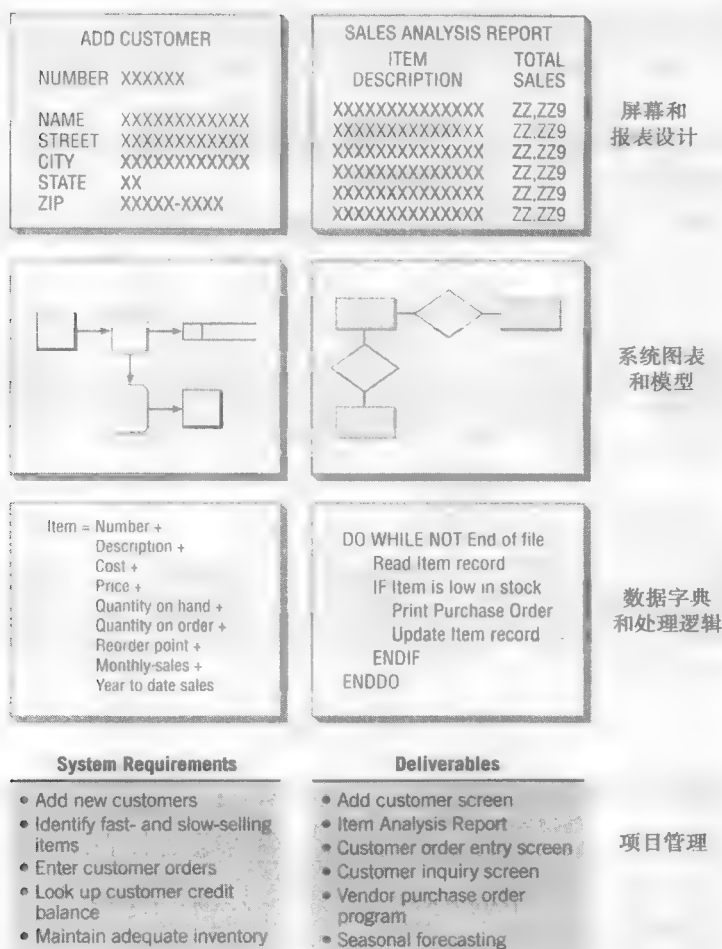 ADD CUSTOMER
NUMBER XXXXXX
NAME XXXXXXXXXXXX
STREET XXXXXXXXXXXX
CITY XXXXXXXXXXXX
STATE XX
ZIP XXXXX-XXXX
SALES ANALYSIS REPORT
ITEM TOTAL
DESCRIPTION SALES
XXXXXXXXXXXXXX ZZ,ZZ9
XXXXXXXXXXXXXX ZZ,ZZ9
XXXXXXXXXXXXXX ZZ,ZZ9
XXXXXXXXXXXXXX ZZ,ZZ9
XXXXXXXXXXXXXX ZZ,ZZ9
XXXXXXXXXXXXXX ZZ,ZZ9
屏幕和
报表设计
系统图表
和模型
Item = Number +
Description +
Cost +
Price +
Quantity on hand +
Quantity on order +
Reorder point +
Monthly-sales +
Year to date sales
DO WHILE NOT End of file
Read Item record
IF Item is low in stock
Print Purchase Order
Update Item record
ENDIF
ENDDO
数据字典
和处理逻辑
System Requirements
• Add new customers
• Identify fast- and slow-selling
items
• Enter customer orders
• Look up customer credit
balance
• Maintain adequate inventory
Deliverables
• Add customer screen
• Item Analysis Report
• Customer order entry screen
• Customer inquiry screen
• Vendor purchase order
program
• Seasonal forecasting
项目管理